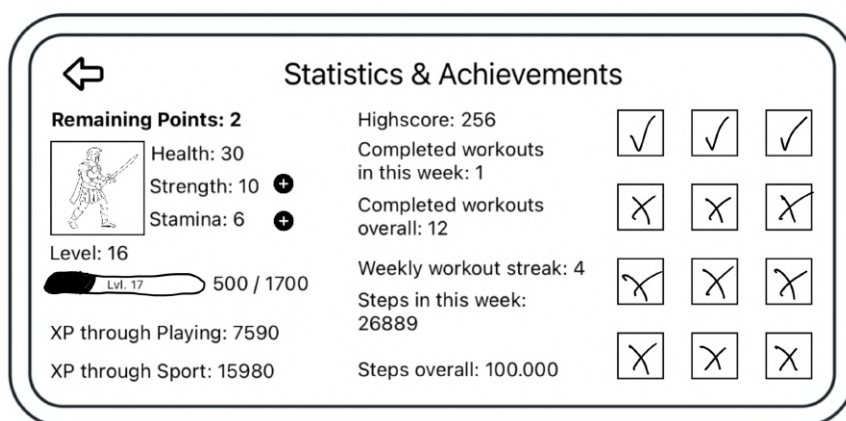 Statistics & Achievements
Remaining Points: 2
Health: 30
Strength: 10
Stamina: 6
Level: 16
Lvl. 17
500 / 1700
XP through Playing: 7590
XP through Sport: 15980
Highscore: 256
Completed workouts
in this week: 1
Completed workouts
overall: 12
Weekly workout streak: 4
Steps in this week:
26889
Steps overall: 100.000